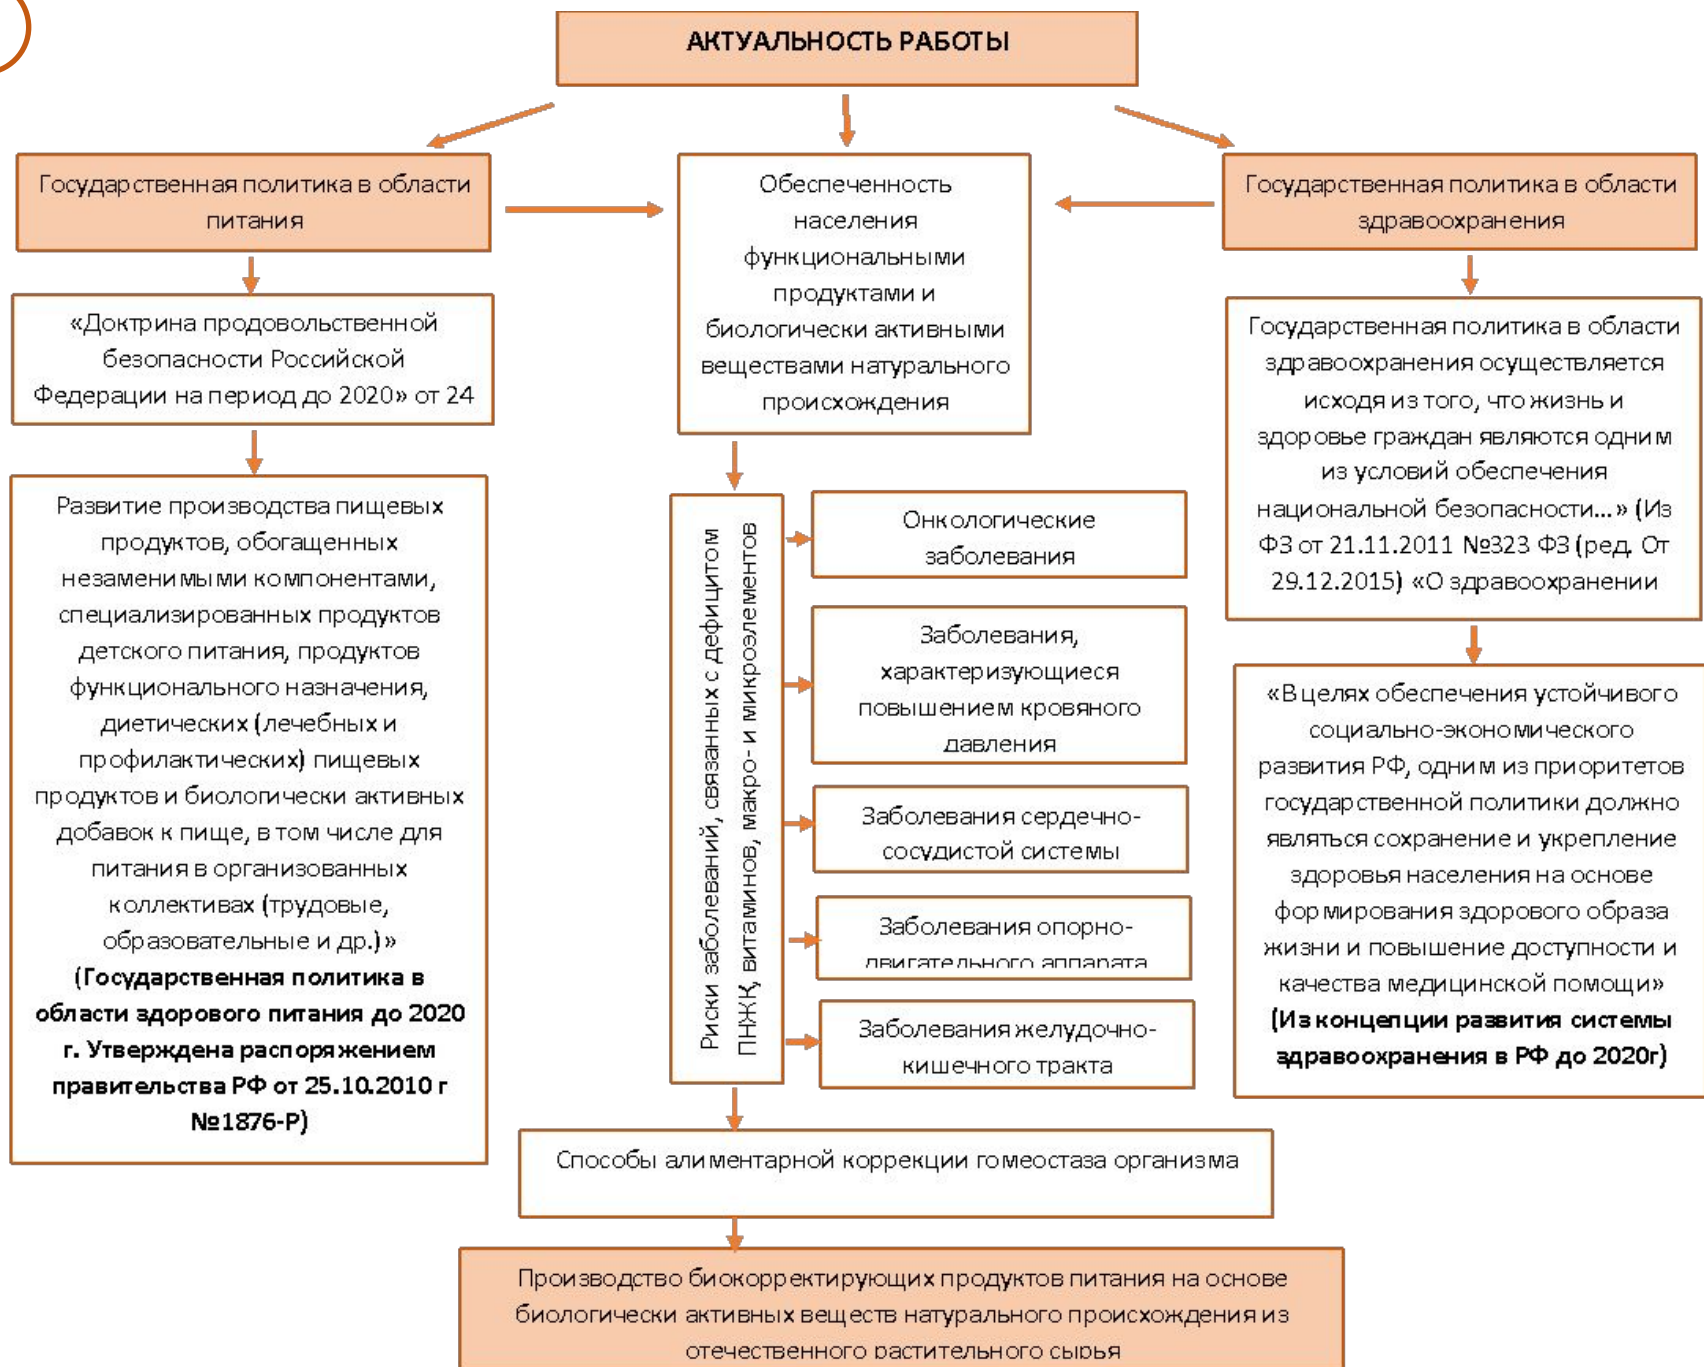 АКТУАЛЬНОСТЬ РАБОТЫ
Государственная политика в области
питания
«Доктрина продовольственной
безопасности Российской
Федерации на период до 2020» от 24
Развитие производства пищевых
продуктов, обогащенных
незаменимыми компонентами,
специализированных продуктов
детского питания, продуктов
функционального назначения,
диетических (лечебных и
профилактических) пищевых
продуктов и биологически активных
добавок к пище, в том числе для
питания в организованных
коллективах (трудовые,
образовательные и др.)»
(Государственная политика в
области здорового питания до 2020
г. Утверждена распоряжением
правительства РФ от 25.10.2010 г
№1876-Р)
Обеспеченность
населения
функциональными
продуктами и
биологически активными
веществами натурального
происхождения
Риски заболеваний, связанных с дефицитом
ПНЖК, витаминов, макро- и микроэлементов
Онкологические
заболевания
Заболевания,
характеризующиеся
повышением кровяного
давления
Заболевания сердечно-
сосудистой системы
Заболевания опорно-
двигательного аппарата
Заболевания желудочно-
кишечного тракта
Государственная политика в области
здравоохранения
Государственная политика в области
здравоохранения осуществляется
исходя из того, что жизнь и
здоровье граждан являются одним
из условий обеспечения
национальной безопасности...» (Из
ФЗ от 21.11.2011 №323 ФЗ (ред. От
29.12.2015) «О здравоохранении
«В целях обеспечения устойчивого
социально-экономического
развития РФ, одним из приоритетов
государственной политики должно
являться сохранение и укрепление
здоровья населения на основе
формирования здорового образа
жизни и повышение доступности и
качества медицинской помощи»
(Из концепции развития системы
здравоохранения в РФ до 2020г)
Способы алиментарной коррекции гомеостаза организма
Производство биокорректирующих продуктов питания на основе
биологически активных веществ натурального происхождения из
отечественного растительного сырья